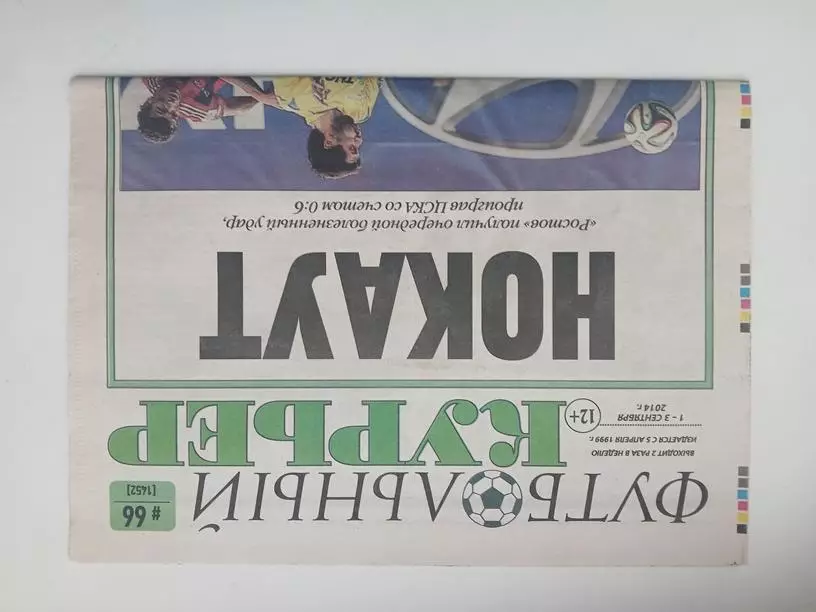 ФУТБОЛЬНЫЙ
# 66
[1452]
ВЫХОДИТ 2 РАЗА В НЕДЕЛЮ
ИЗДАЕТСЯ С 5 АПРЕЛЯ 1999 г.
1 – 3 СЕНТЯБРЯ
2014 г.
12+
КУРЬЕР
НОКАУТ
«Ростов» получил очередной болезненный удар,
проиграв ЦСКА со счетом 0:6